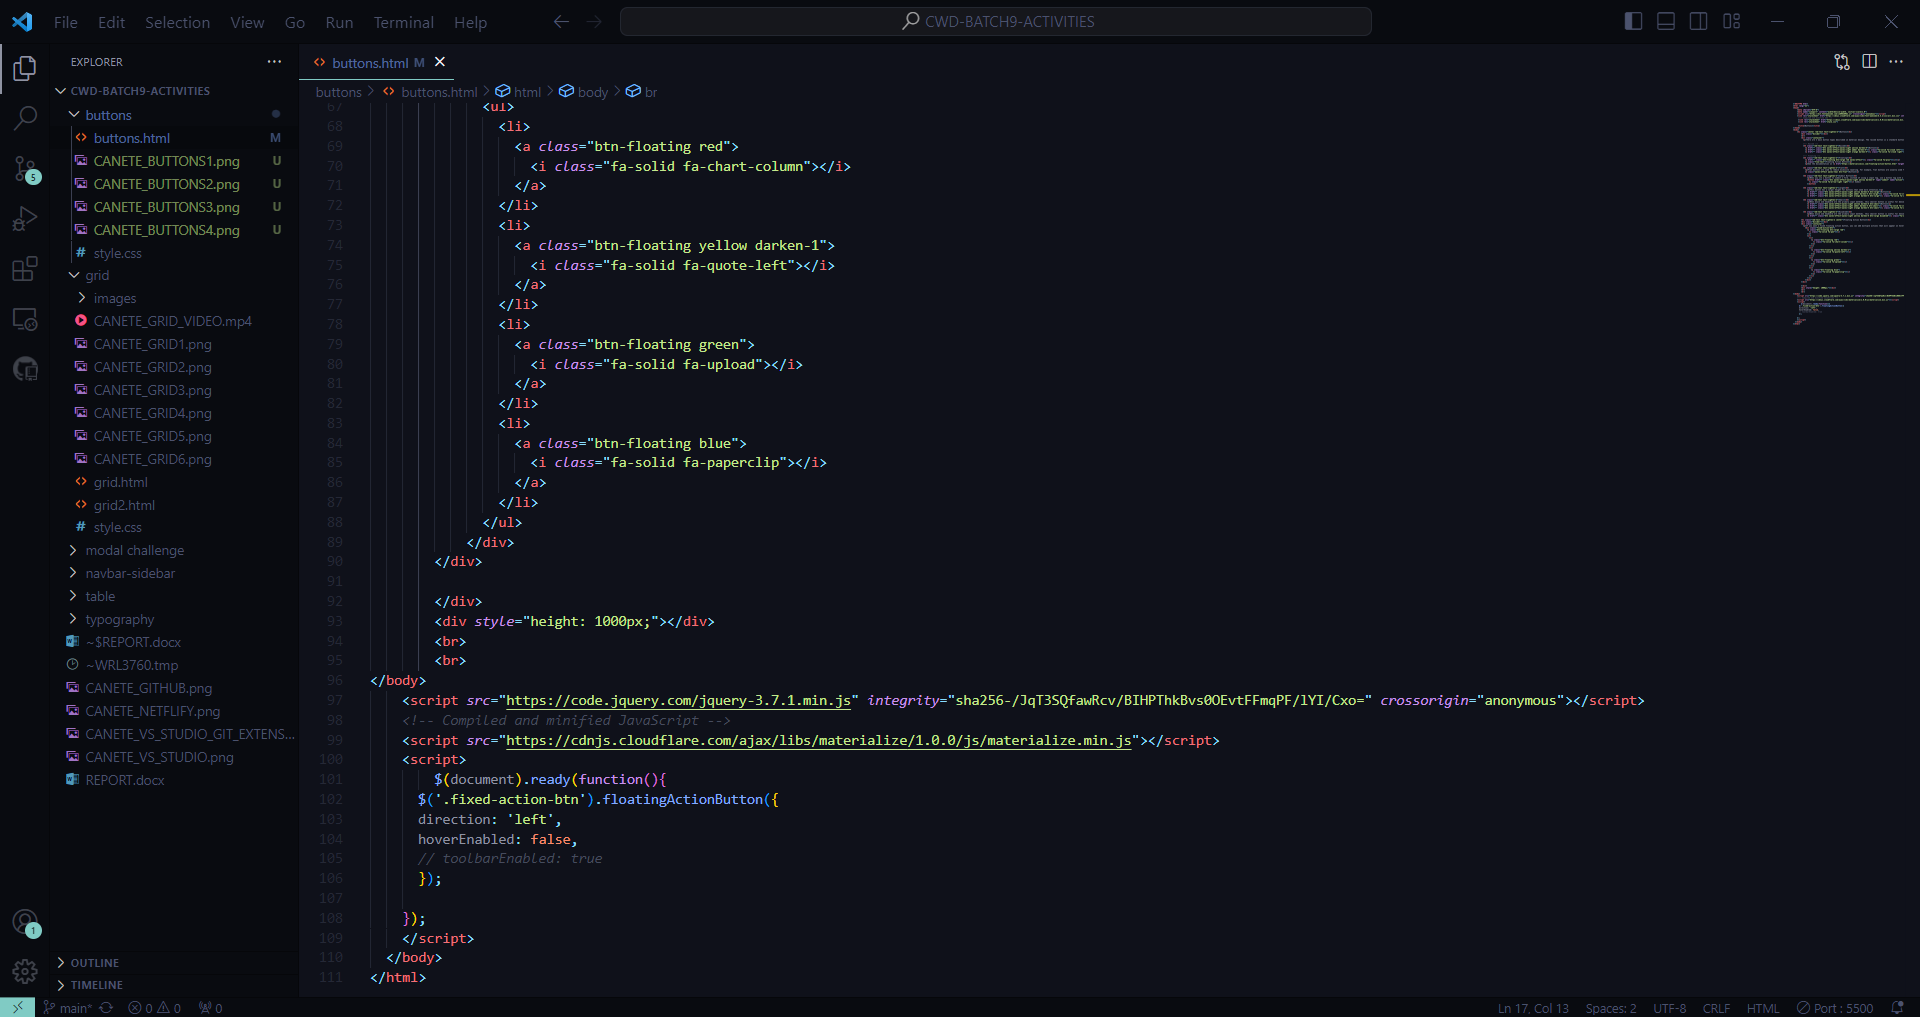 File Edit Selection View Go Run Terminal Help
CWD-BATCH9-ACTIVITIES
EXPLORER
CWD-BATCH9-ACTIVITIES
buttons
buttons.html M
CANETE_BUTTONS1.png U
CANETE_BUTTONS2.png U
CANETE_BUTTONS3.png U
CANETE_BUTTONS4.png U
# style.css
grid
images
CANETE_GRID_VIDEO.mp4
CANETE_GRID1.png
CANETE_GRID2.png
CANETE_GRID3.png
CANETE_GRID4.png
CANETE_GRID5.png
CANETE_GRID6.png
grid.html
grid2.html
# style.css
modal challenge
navbar-sidebar
table
typography
~$REPORT.docx
~WRL3760.tmp
CANETE_GITHUB.png
CANETE_NETFLIFY.png
CANETE_VS_STUDIO_GIT_EXTENS...
CANETE_VS_STUDIO.png
REPORT.docx
OUTLINE
TIMELINE
5
1
buttons.html M
buttons > buttons.html > html > body > br
67 <ul>
68 <li>
69 <a class="btn-floating red">
70 <i class="fa-solid fa-chart-column"></i>
71 </a>
72 </li>
73 <li>
74 <a class="btn-floating yellow darken-1">
75 <i class="fa-solid fa-quote-left"></i>
76 </a>
77 </li>
78 <li>
79 <a class="btn-floating green">
80 <i class="fa-solid fa-upload"></i>
81 </a>
82 </li>
83 <li>
84 <a class="btn-floating blue">
85 <i class="fa-solid fa-paperclip"></i>
86 </a>
87 </li>
88 </ul>
89 </div>
90 </div>
91
92 </div>
93 <div style="height: 1000px;"></div>
94 <br>
95 <br>
96 </body>
97 <script src="https://code.jquery.com/jquery-3.7.1.min.js" integrity="sha256-/JqT3SQfawRcv/BIHPThkBvs0OEvtFFmqPF/lYI/Cxo=" crossorigin="anonymous"></script>
98 <!-- Compiled and minified JavaScript -->
99 <script src="https://cdnjs.cloudflare.com/ajax/libs/materialize/1.0.0/js/materialize.min.js"></script>
100 <script>
101 $(document).ready(function(){
102 $('.fixed-action-btn').floatingActionButton({
103 direction: 'left',
104 hoverEnabled: false,
105 // toolbarEnabled: true
106 });
107
108 });
109 </script>
110 </body>
111 </html>
main* 0 0 0
Ln 17, Col 13 Spaces: 2 UTF-8 CRLF HTML Port : 5500